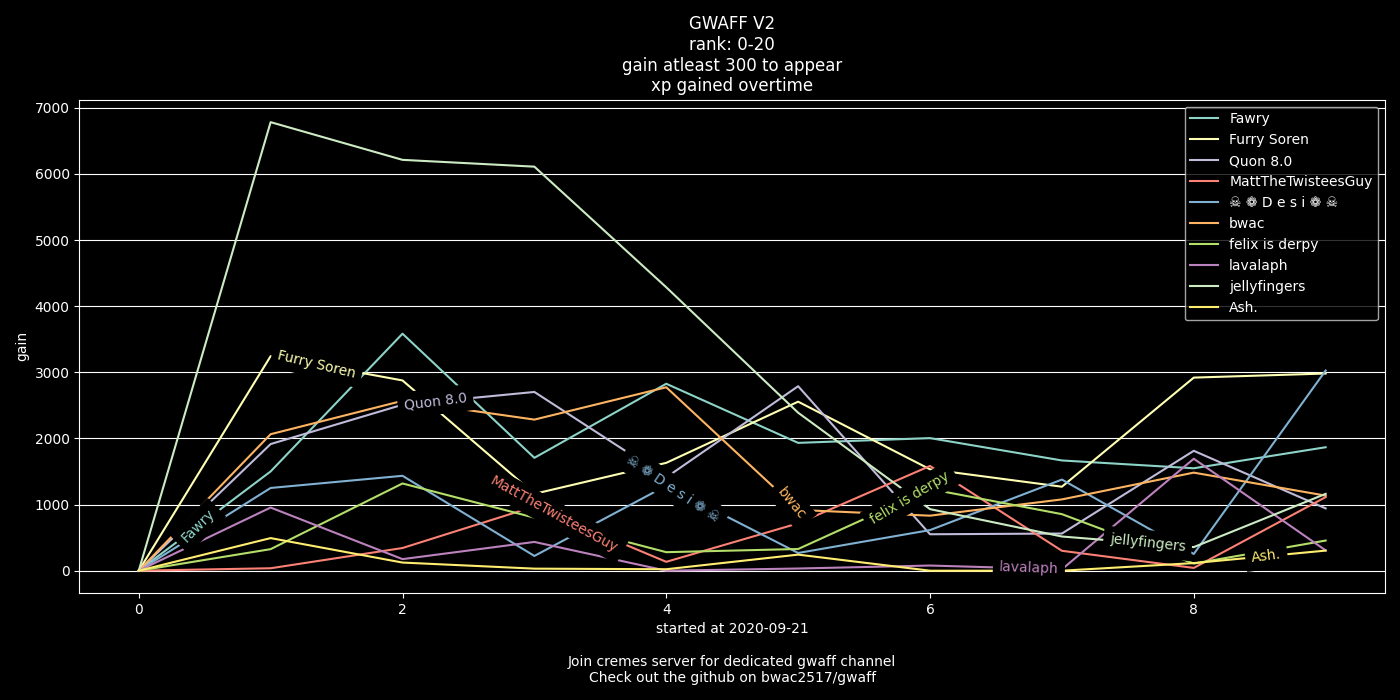 GWAFF V2
rank: 0-20
gain atleast 300 to appear
xp gained overtime
7000
6000
5000
4000
3000
2000
1000
0
gain
Fawry
Furry Soren
Quon 8.0
MattTheTwisteesGuy
☠ ❁ D e s i ❁ ☠
bwac
felix is derpy
lavalaph
jellyfingers
Ash.
Furry Soren
Quon 8.0
☠ ❁ D e s i ❁ ☠
MattTheTwisteesGuy
bwac
felix is derpy
Fawry
jellyfingers
lavalaph
Ash.
0
2
4
6
8
started at 2020-09-21
Join cremes server for dedicated gwaff channel
Check out the github on bwac2517/gwaff